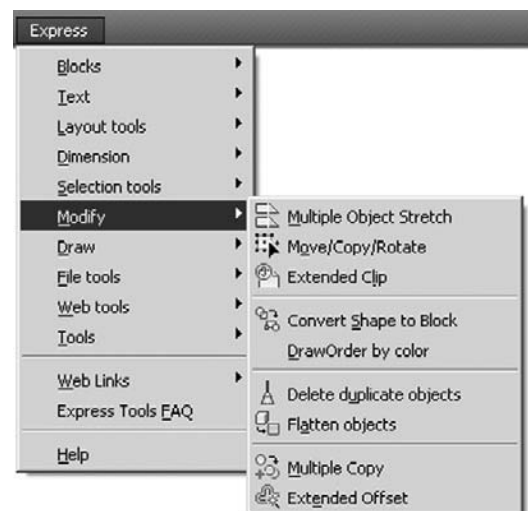 Express
Blocks
Text
Layout tools
Dimension
Selection tools
Modify
Draw
File tools
Web tools
Tools
Web Links
Express Tools FAQ
Help
Multiple Object Stretch
Move/Copy/Rotate
Extended Clip
Convert Shape to Block
DrawOrder by color
Delete duplicate objects
Flatten objects
Multiple Copy
Extended Offset